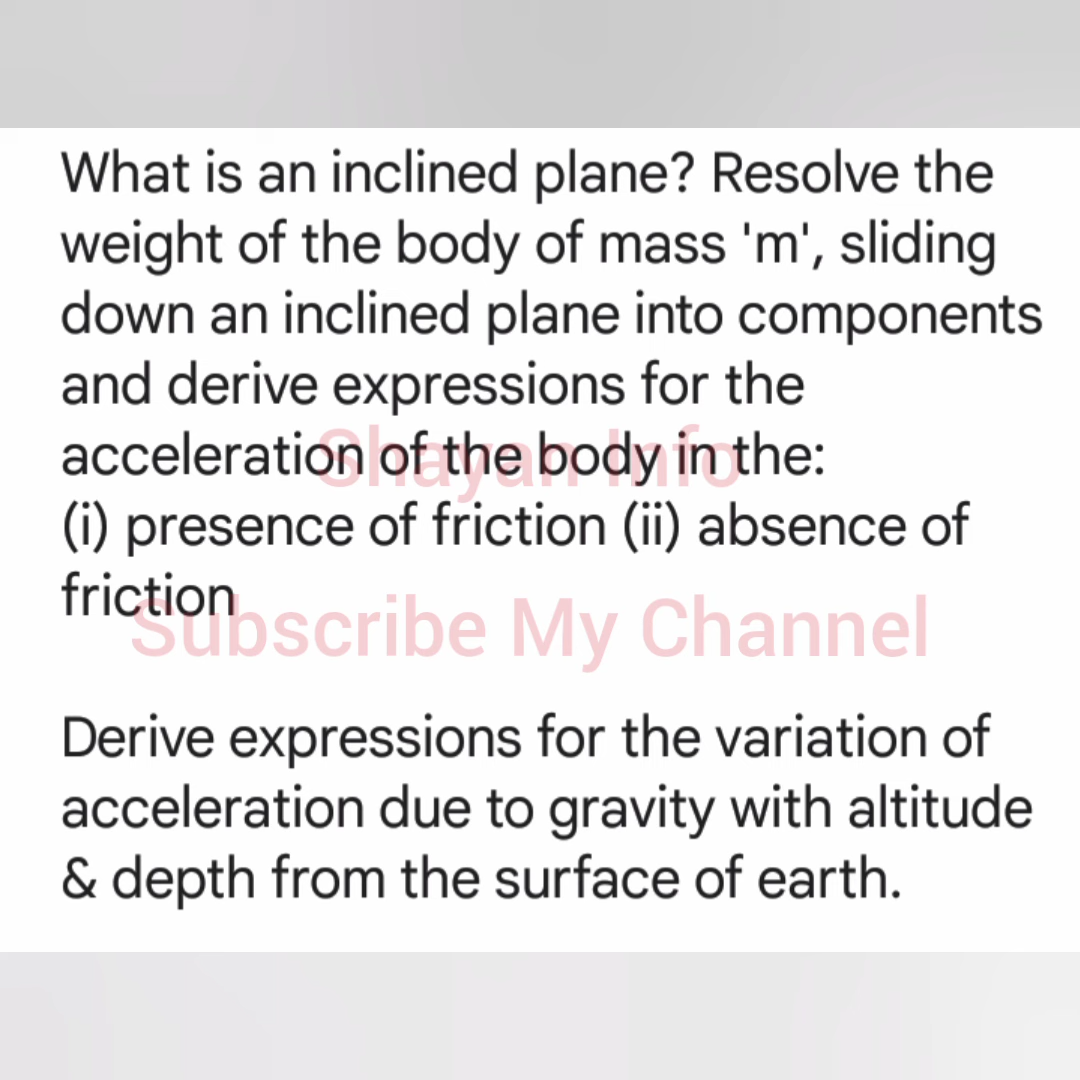 What is an inclined plane? Resolve the
weight of the body of mass 'm', sliding
down an inclined plane into components
and derive expressions for the
acceleration of the body in the:
Shayan Info
(i) presence of friction (ii) absence of
friction
Subscribe My Channel
Derive expressions for the variation of
acceleration due to gravity with altitude
& depth from the surface of earth.